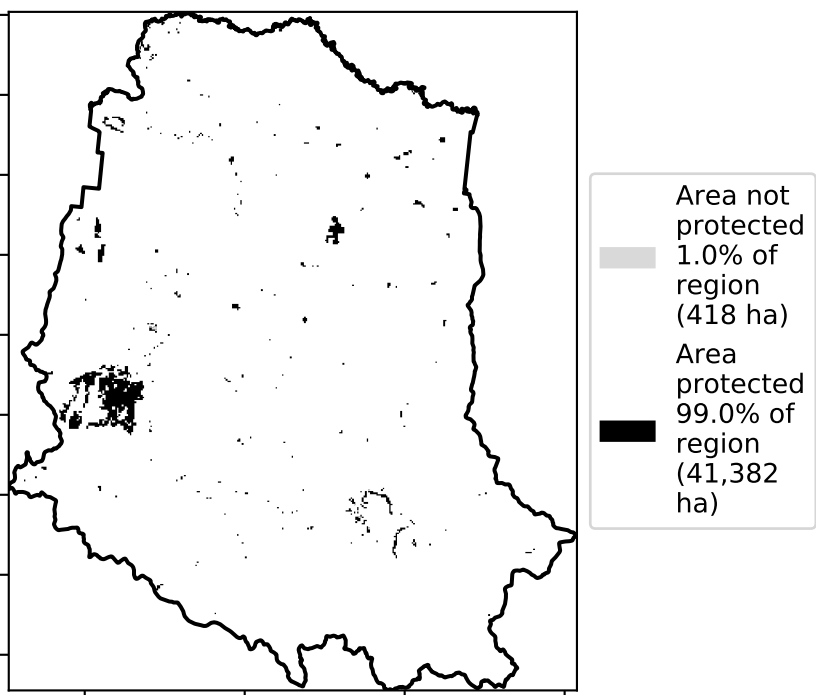 Area not
protected
1.0% of
region
(418 ha)
Area
protected
99.0% of
region
(41,382
ha)